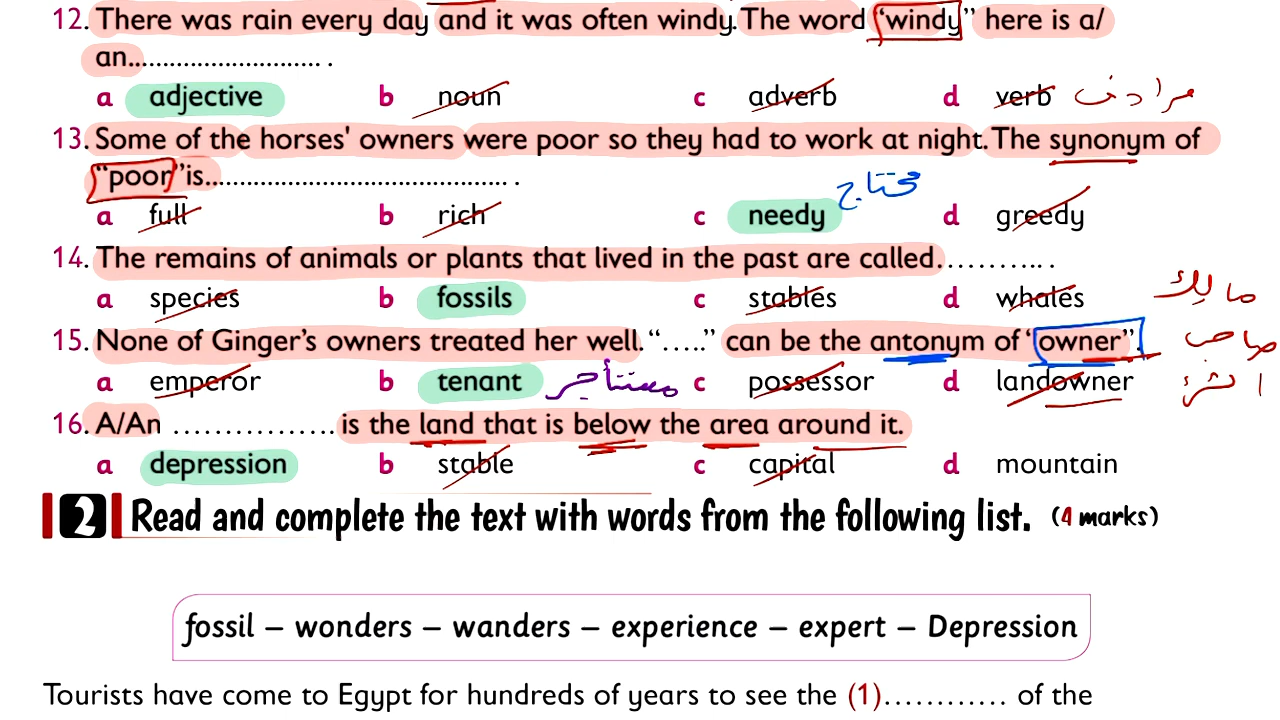 12. There was rain every day and it was often windy. The word "windy" here is a/
an............................. .
a adjective b noun c adverb d verb مرادف
13. Some of the horses' owners were poor so they had to work at night. The synonym of
"poor" is................................................ .
محتاج
a full b rich c needy d greedy
14. The remains of animals or plants that lived in the past are called............. .
a species b fossils c stables d whales مالك
15. None of Ginger's owners treated her well. "....." can be the antonym of "owner". صاحب
a emperor b tenant مستأجر c possessor d landowner الشئ
16. A/An ................ is the land that is below the area around it.
a depression b stable c capital d mountain
2 Read and complete the text with words from the following list. (4 marks)
fossil – wonders – wanders – experience – expert – Depression
Tourists have come to Egypt for hundreds of years to see the (1)............ of the